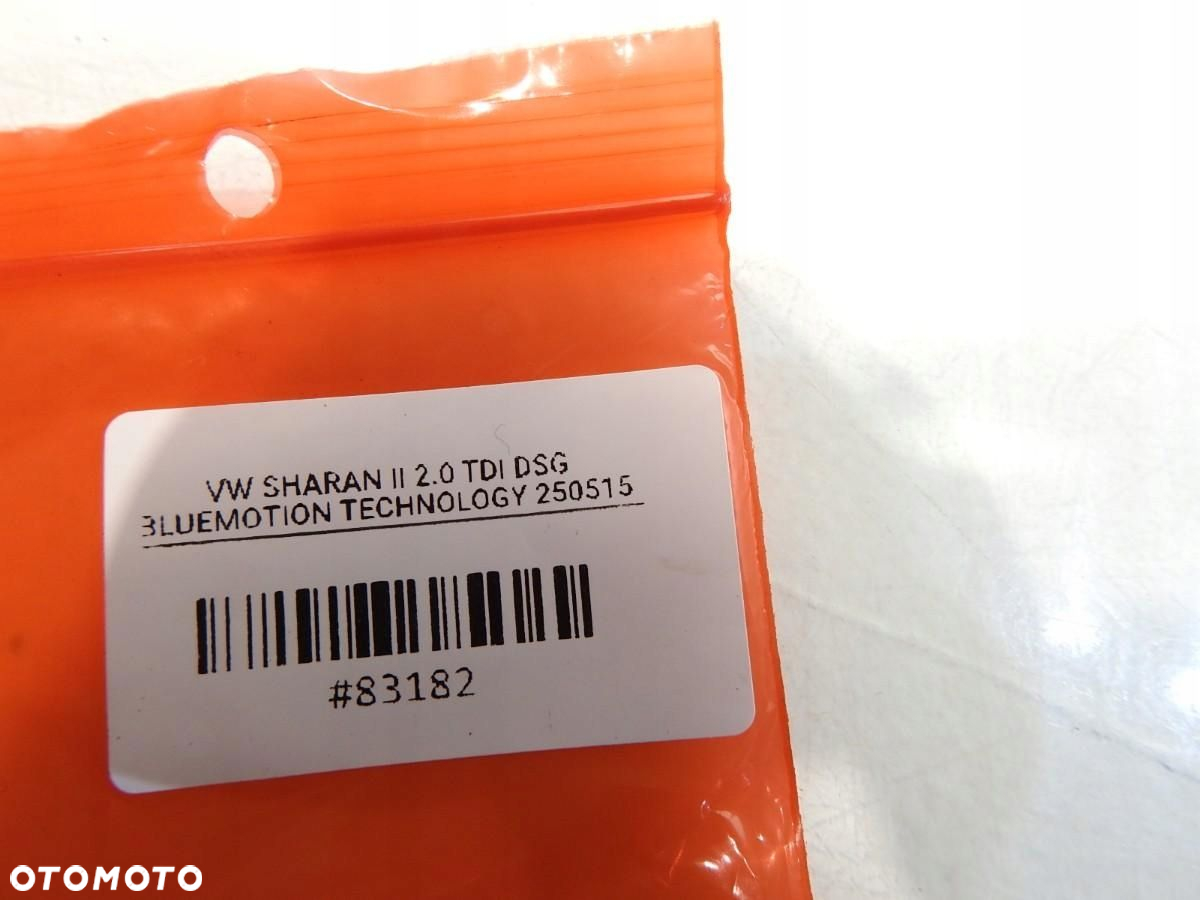 VW SHARAN II 2.0 TDI DSG
BLUEMOTION TECHNOLOGY 250515
#83182
OTOMOTO